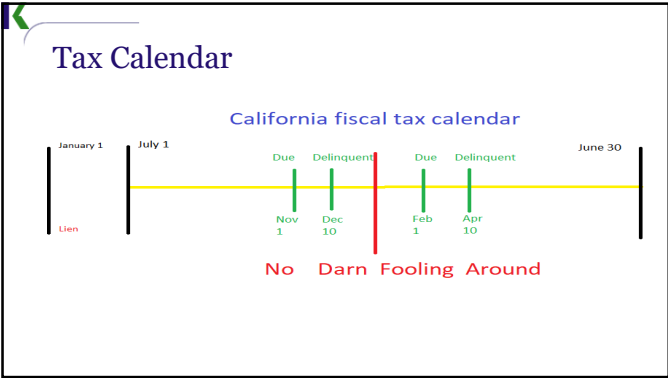 Tax Calendar
California fiscal tax calendar
January 1
July 1
June 30
Due Delinquent Due Delinquent
Nov Dec Feb Apr
1 10 1 10
Lien
No Darn Fooling Around